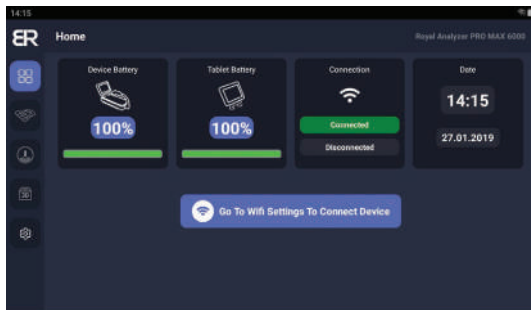 14:15
ER
Home
Royal Analyzer PRO MAX 6000
Device Battery
100%
Tablet Battery
100%
Connection
Connected
Disconnected
Date
14:15
27.01.2019
Go To Wifi Settings To Connect Device